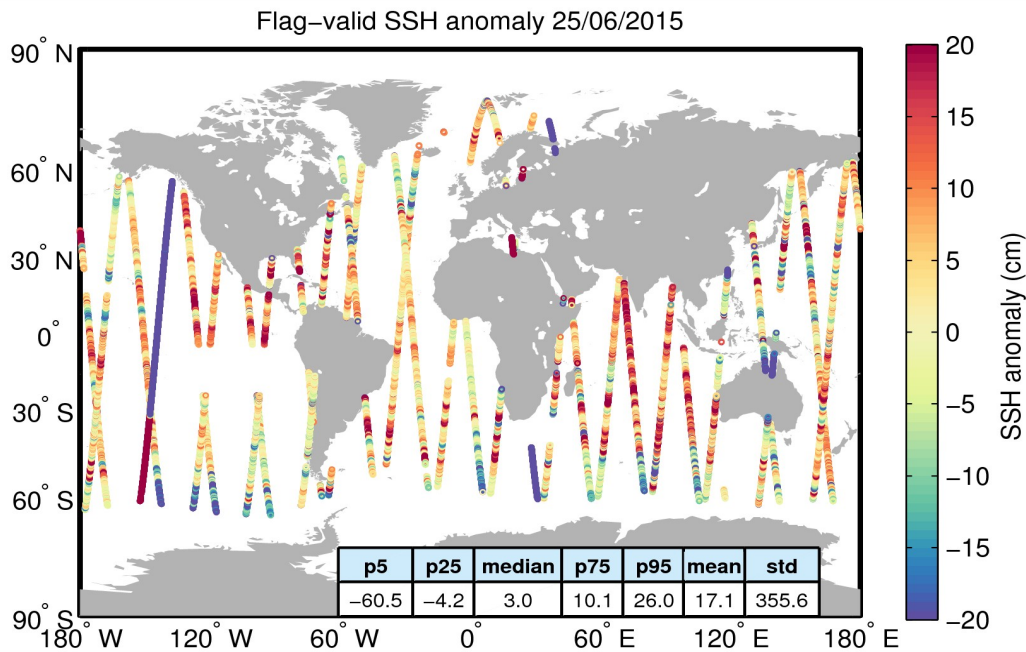 Flag−valid SSH anomaly 25/06/2015
90° N
60° N
30° N
0°
30° S
60° S
90° S
180° W
120° W
60° W
0°
60° E
120° E
180° E
p5 p25 median p75 p95 mean std
−60.5 −4.2 3.0 10.1 26.0 17.1 355.6
20
15
10
5
0
−5
−10
−15
−20
SSH anomaly (cm)